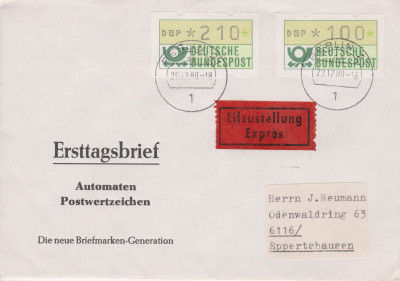 DBP *210*
DEUTSCHE
BUNDESPOST
DBP *100*
DEUTSCHE
BUNDESPOST
1
1
Eilzustellung
Exprès
Ersttagsbrief
Automaten
Postwertzeichen
Die neue Briefmarken-Generation
Herrn J.Heumann
Odenwaldring 63
6116/
Eppertshausen